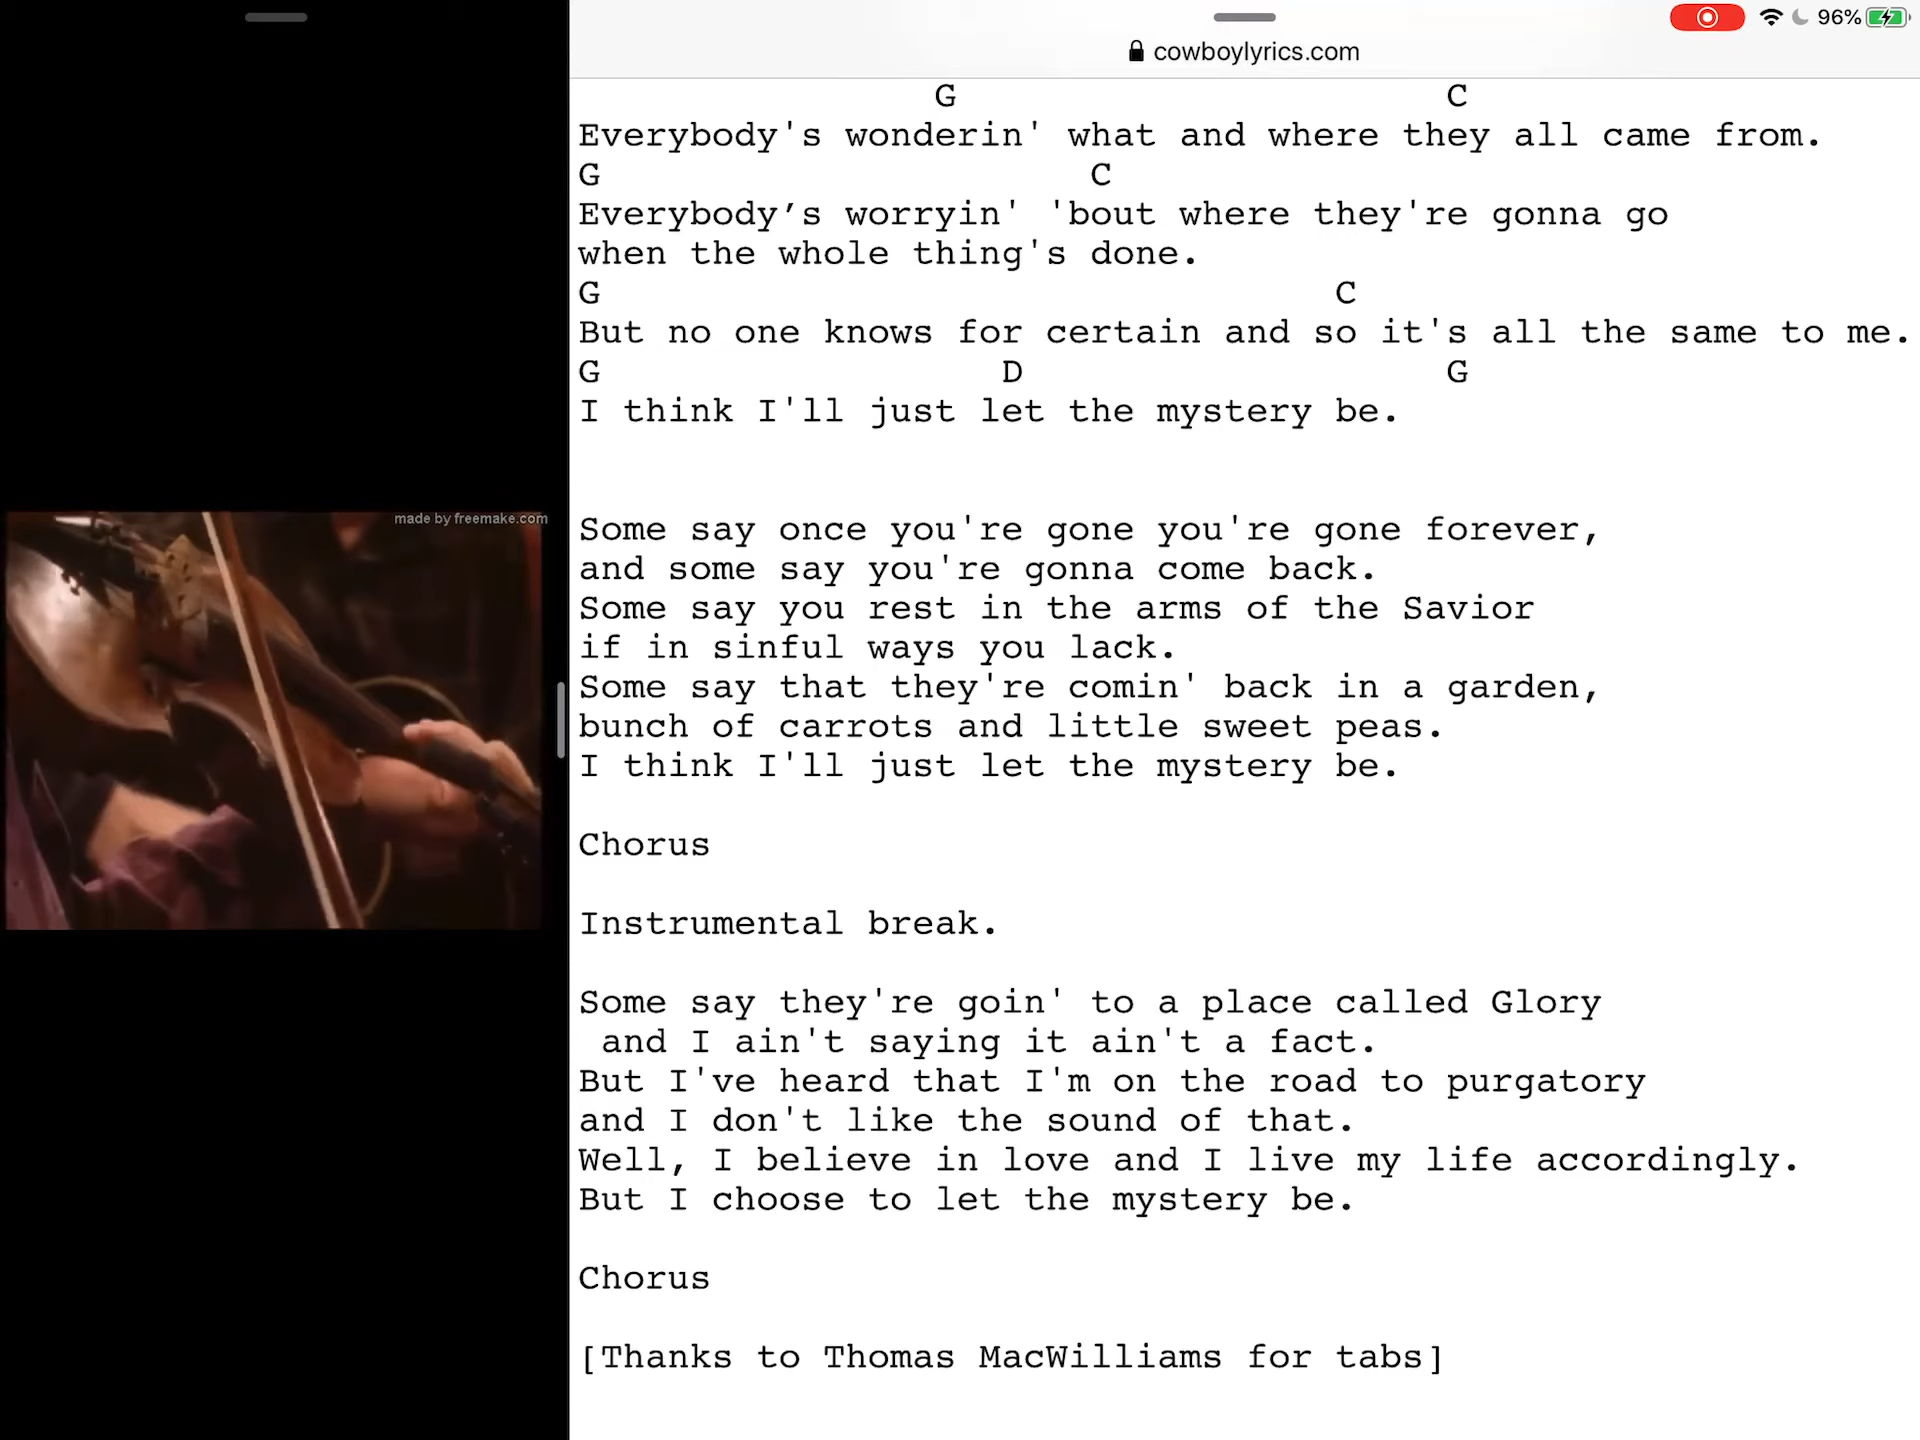 96%
cowboylyrics.com
G C
Everybody's wonderin' what and where they all came from.
G C
Everybody’s worryin' 'bout where they're gonna go
when the whole thing's done.
G C
But no one knows for certain and so it's all the same to me.
G D G
I think I'll just let the mystery be.
made by freemake.com
Some say once you're gone you're gone forever,
and some say you're gonna come back.
Some say you rest in the arms of the Savior
if in sinful ways you lack.
Some say that they're comin' back in a garden,
bunch of carrots and little sweet peas.
I think I'll just let the mystery be.
Chorus
Instrumental break.
Some say they're goin' to a place called Glory
and I ain't saying it ain't a fact.
But I've heard that I'm on the road to purgatory
and I don't like the sound of that.
Well, I believe in love and I live my life accordingly.
But I choose to let the mystery be.
Chorus
[Thanks to Thomas MacWilliams for tabs]